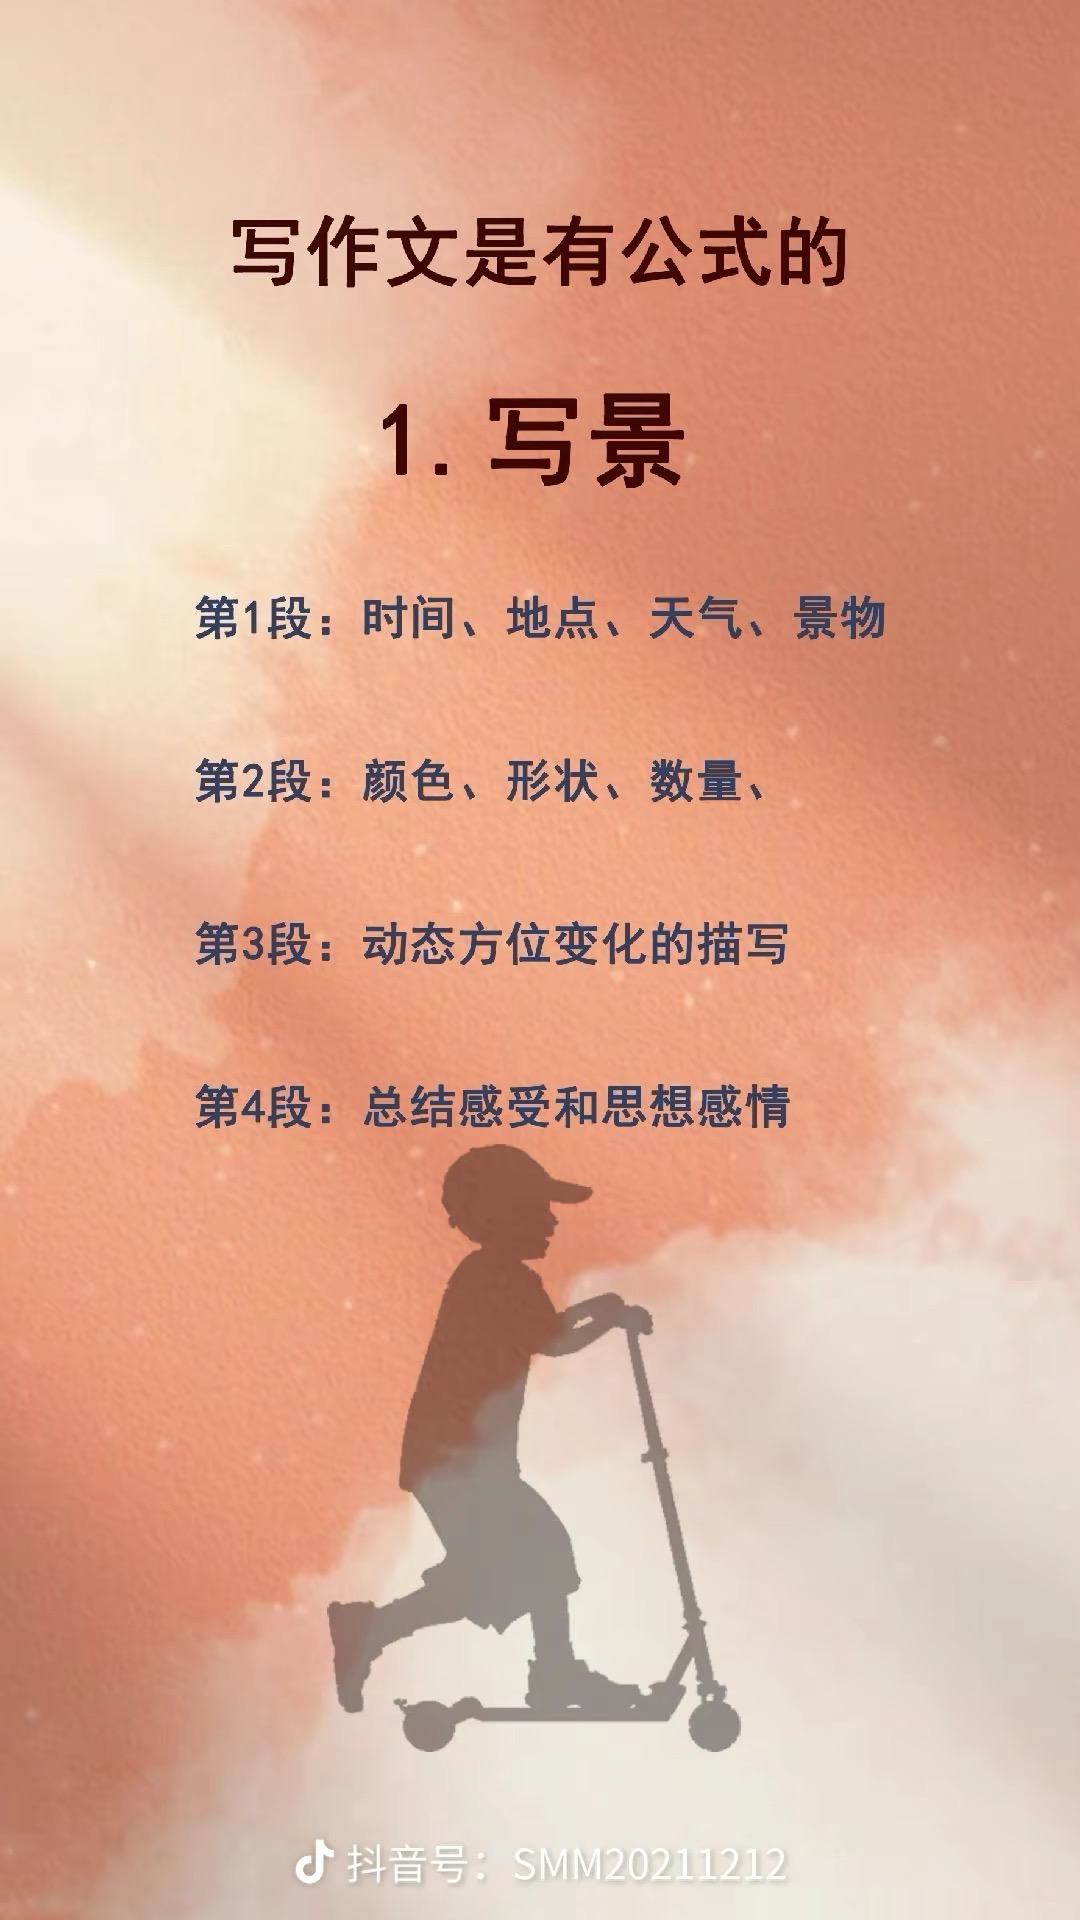 写作文是有公式的
1.写景
第1段：时间、地点、天气、景物
第2段：颜色、形状、数量、
第3段：动态方位变化的描写
第4段：总结感受和思想感情
抖音号：SMM20211212